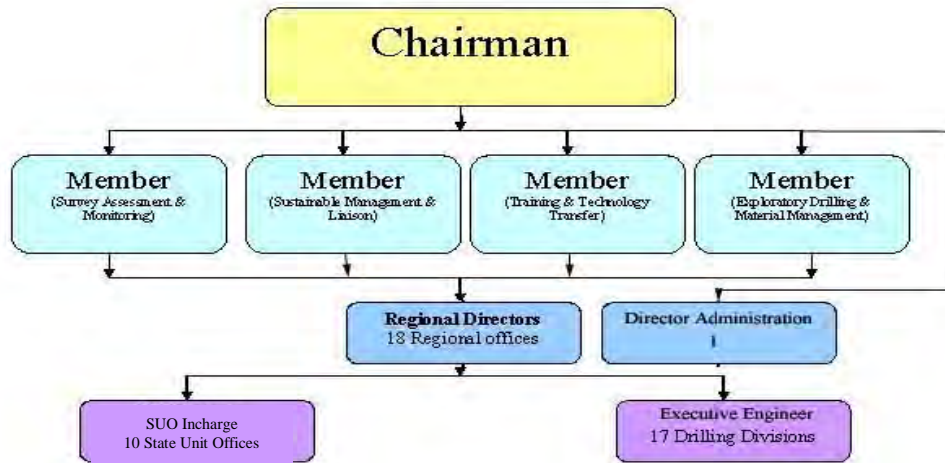 Chairman
Member
(Survey Assessment &
Monitoring)
Member
(Sustainable Management &
Liaison)
Member
(Training & Technology
Transfer)
Member
(Exploratory Drilling &
Material Management)
Regional Directors
18 Regional offices
Director Administration
1
SUO Incharge
10 State Unit Offices
Executive Engineer
17 Drilling Divisions